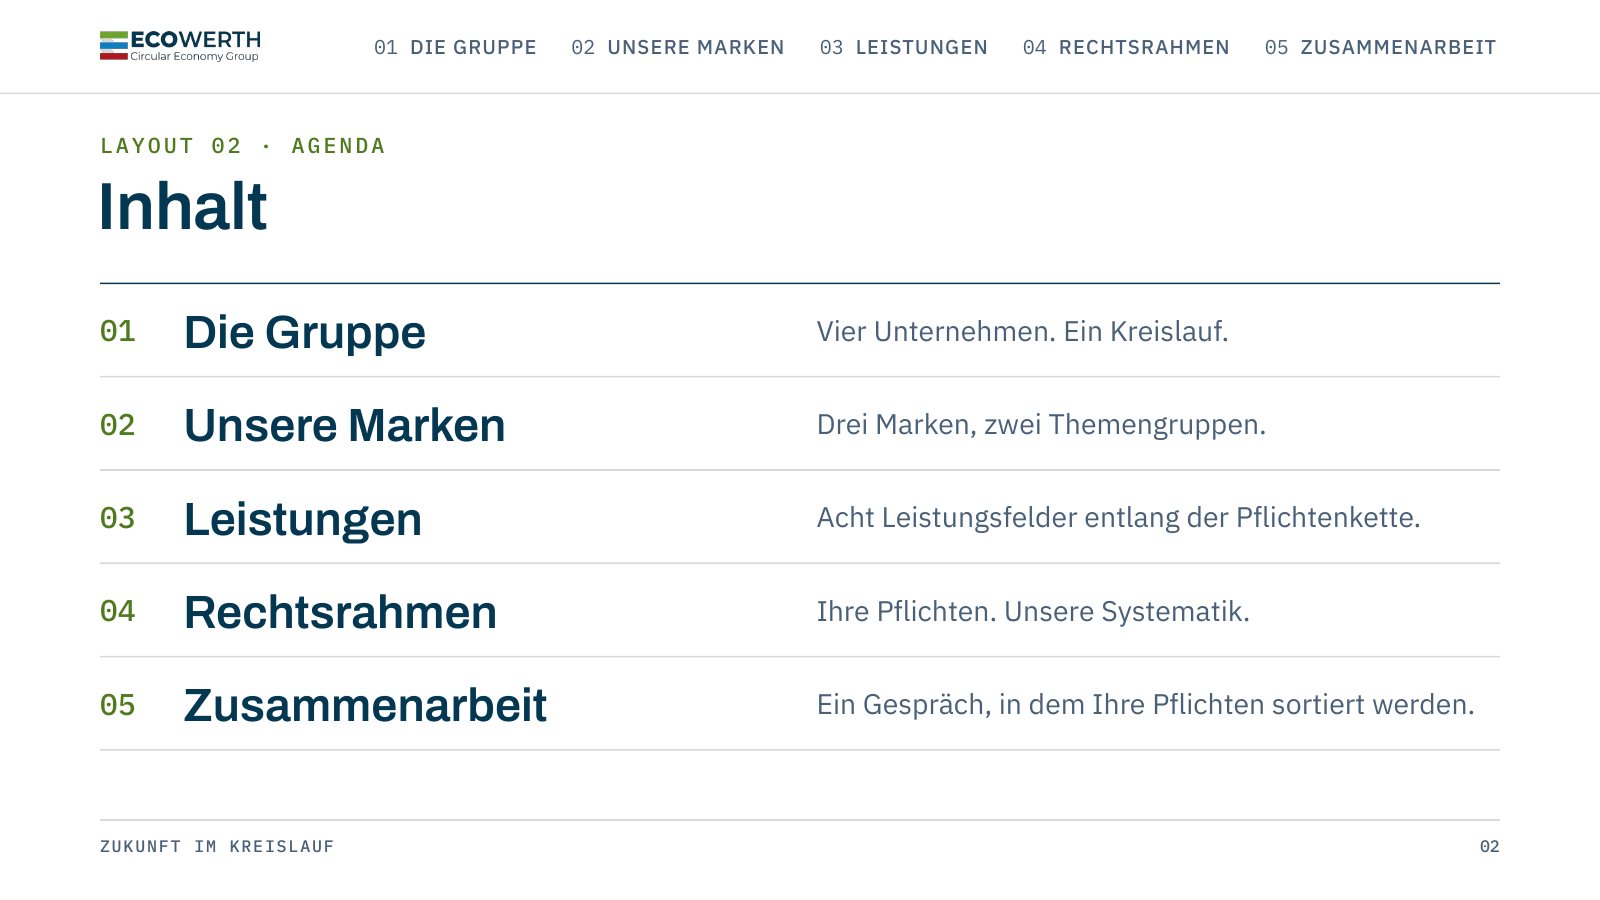 ECOWERTH
Circular Economy Group
01 DIE GRUPPE 02 UNSERE MARKEN 03 LEISTUNGEN 04 RECHTSRAHMEN 05 ZUSAMMENARBEIT
LAYOUT 02 · AGENDA
Inhalt
01 Die Gruppe Vier Unternehmen. Ein Kreislauf.
02 Unsere Marken Drei Marken, zwei Themengruppen.
03 Leistungen Acht Leistungsfelder entlang der Pflichtenkette.
04 Rechtsrahmen Ihre Pflichten. Unsere Systematik.
05 Zusammenarbeit Ein Gespräch, in dem Ihre Pflichten sortiert werden.
ZUKUNFT IM KREISLAUF 02